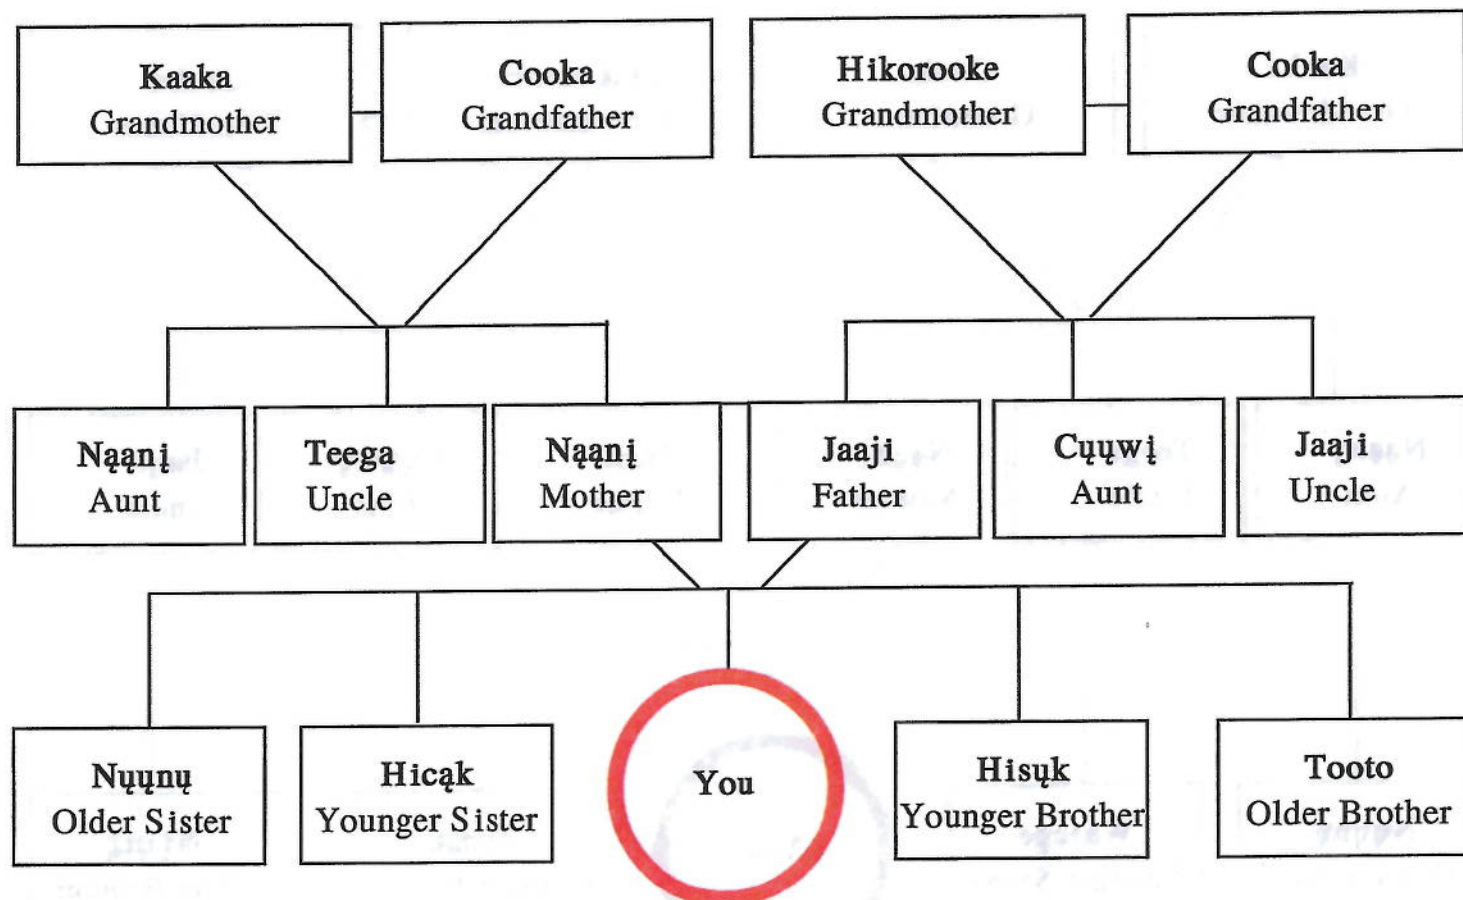 Kaaka
Grandmother
Cooka
Grandfather
Hikorooke
Grandmother
Cooka
Grandfather
Nąąnį
Aunt
Teega
Uncle
Nąąnį
Mother
Jaaji
Father
Cųųwį
Aunt
Jaaji
Uncle
Nųųnų
Older Sister
Hicąk
Younger Sister
You
Hisųk
Younger Brother
Tooto
Older Brother